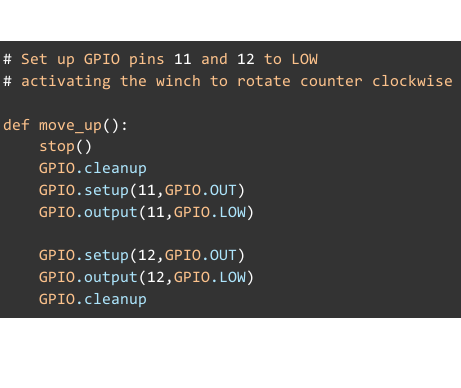 # Set up GPIO pins 11 and 12 to LOW
# activating the winch to rotate counter clockwise

def move_up():
    stop()
    GPIO.cleanup
    GPIO.setup(11,GPIO.OUT)
    GPIO.output(11,GPIO.LOW)

    GPIO.setup(12,GPIO.OUT)
    GPIO.output(12,GPIO.LOW)
    GPIO.cleanup